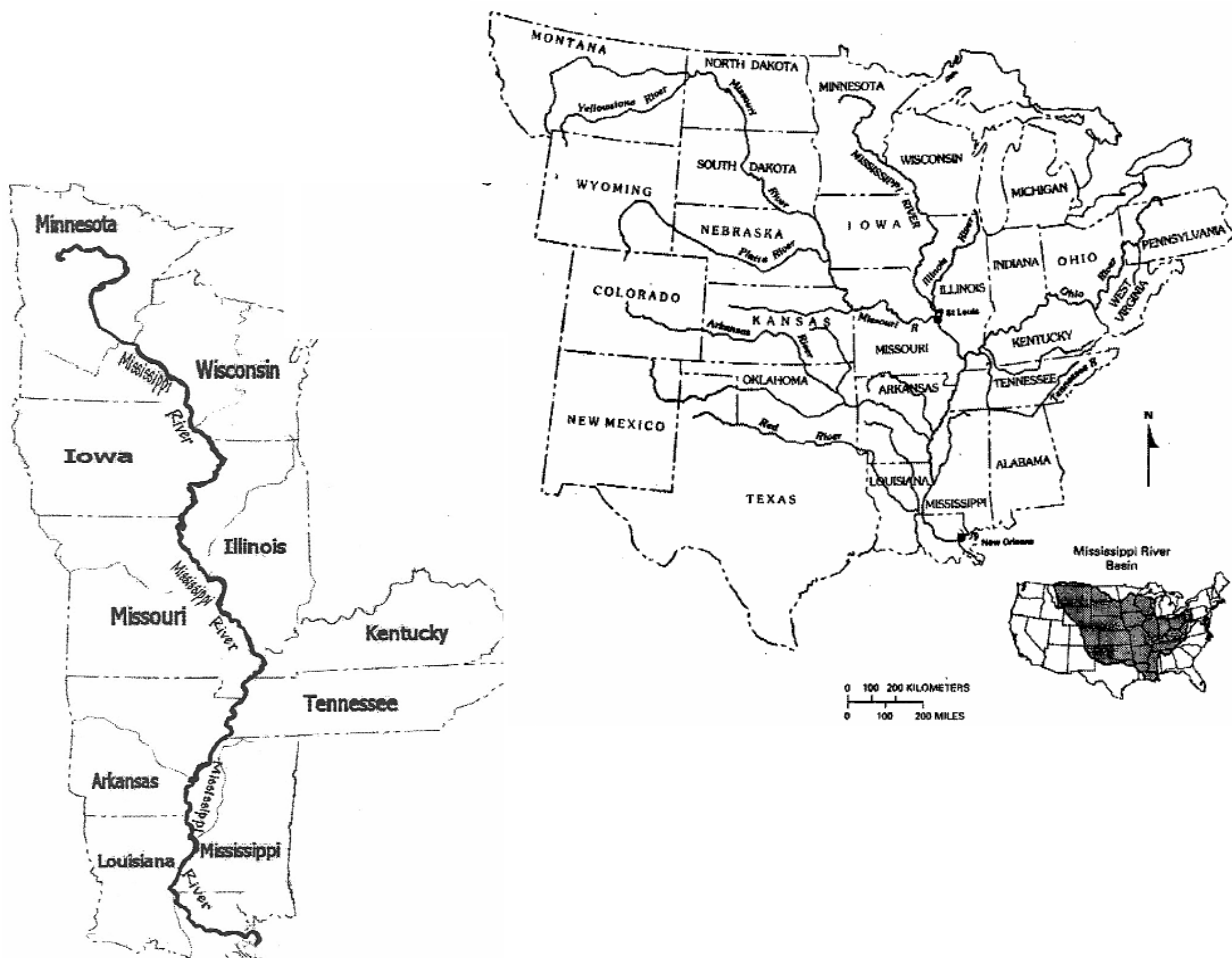 Minnesota
Mississippi
River
Wisconsin
Iowa
Illinois
Mississippi
River
Missouri
Kentucky
Tennessee
Arkansas
Mississippi
Louisiana
Mississippi
River
MONTANA
NORTH DAKOTA
Missouri
MINNESOTA
Yellowstone River
WISCONSIN
MISSISSIPPI RIVER
SOUTH DAKOTA
WYOMING
MICHIGAN
River
IOWA
NEBRASKA
Platte River
Illinois River
PENNSYLVANIA
OHIO
INDIANA
ILLINOIS
Ohio River
WEST VIRGINIA
COLORADO
St Louis
KANSAS
Missouri R
Arkansas River
KENTUCKY
MISSOURI
OKLAHOMA
ARKANSAS
TENNESSEE
Tennessee R
NEW MEXICO
Red River
N
ALABAMA
LOUISIANA
TEXAS
MISSISSIPPI
New Orleans
Mississippi River
Basin
0 100 200 KILOMETERS
0 100 200 MILES